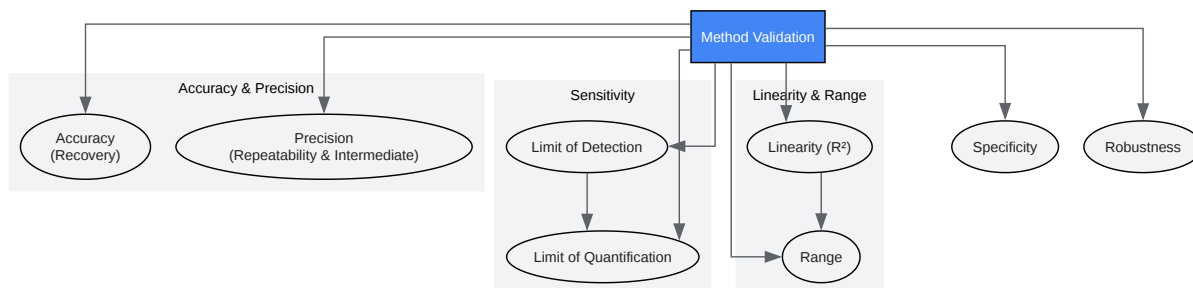 Method Validation
Accuracy & Precision
Sensitivity
Linearity & Range
Accuracy
(Recovery)
Precision
(Repeatability & Intermediate)
Limit of Detection
Linearity (R²)
Specificity
Robustness
Limit of Quantification
Range